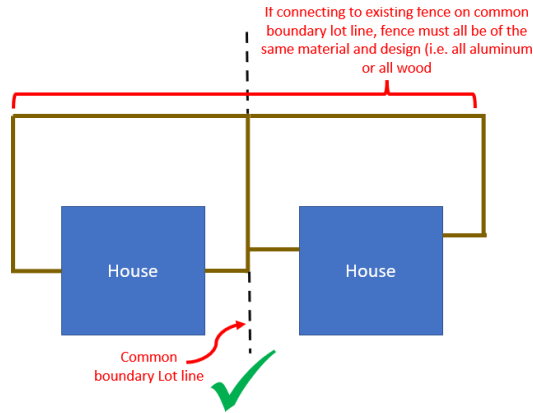 If connecting to existing fence on common
boundary lot line, fence must all be of the
same material and design (i.e. all aluminum
or all wood
House
House
Common
boundary Lot line